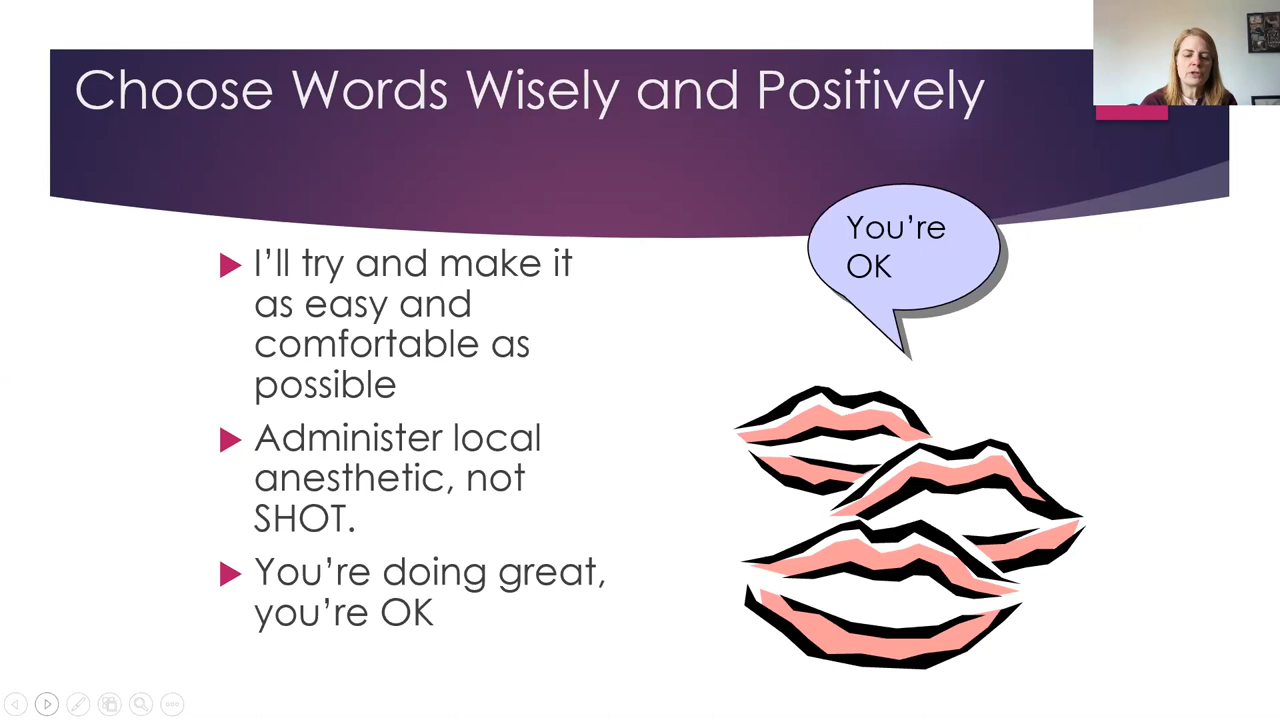 Choose Words Wisely and Positively
You're
OK
I'll try and make it
as easy and
comfortable as
possible
Administer local
anesthetic, not
SHOT.
You're doing great,
you're OK